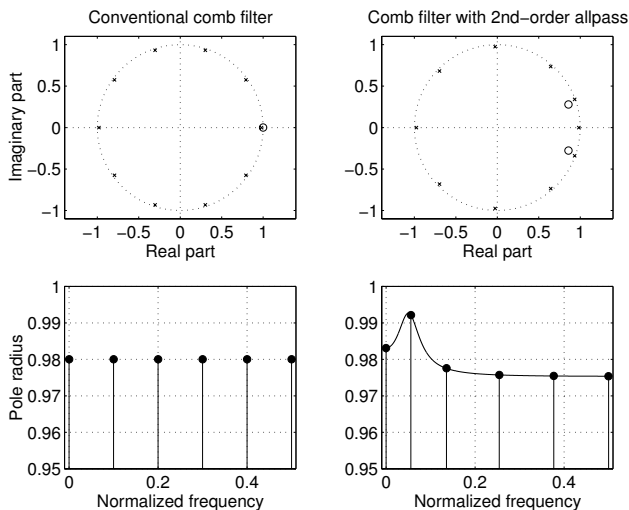 Conventional comb filter
Comb filter with 2nd−order allpass
1
0.5
0
−0.5
−1
Imaginary part
−1 −0.5 0 0.5 1
Real part
1
0.5
0
−0.5
−1
−1 −0.5 0 0.5 1
Real part
1
0.99
0.98
0.97
0.96
0.95
Pole radius
0 0.2 0.4
Normalized frequency
1
0.99
0.98
0.97
0.96
0.95
0 0.2 0.4
Normalized frequency